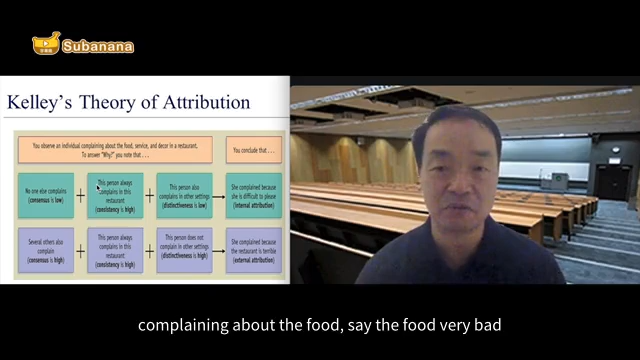 Subanana
Kelley's Theory of Attribution
You observe an individual complaining about the food, service, and decor in a restaurant.
To answer "Why?" you note that . . .
You conclude that . . .
No one else complains
(consensus is low)
+
This person always
complains in this
restaurant
(consistency is high)
+
This person also
complains in other settings
(distinctiveness is low)
She complained because
she is difficult to please
(internal attribution)
Several others also
complain
(consensus is high)
+
This person always
complains in this
restaurant
(consistency is high)
+
This person does not
complain in other settings
(distinctiveness is high)
She complained because
the restaurant is terrible
(external attribution)
complaining about the food, say the food very bad